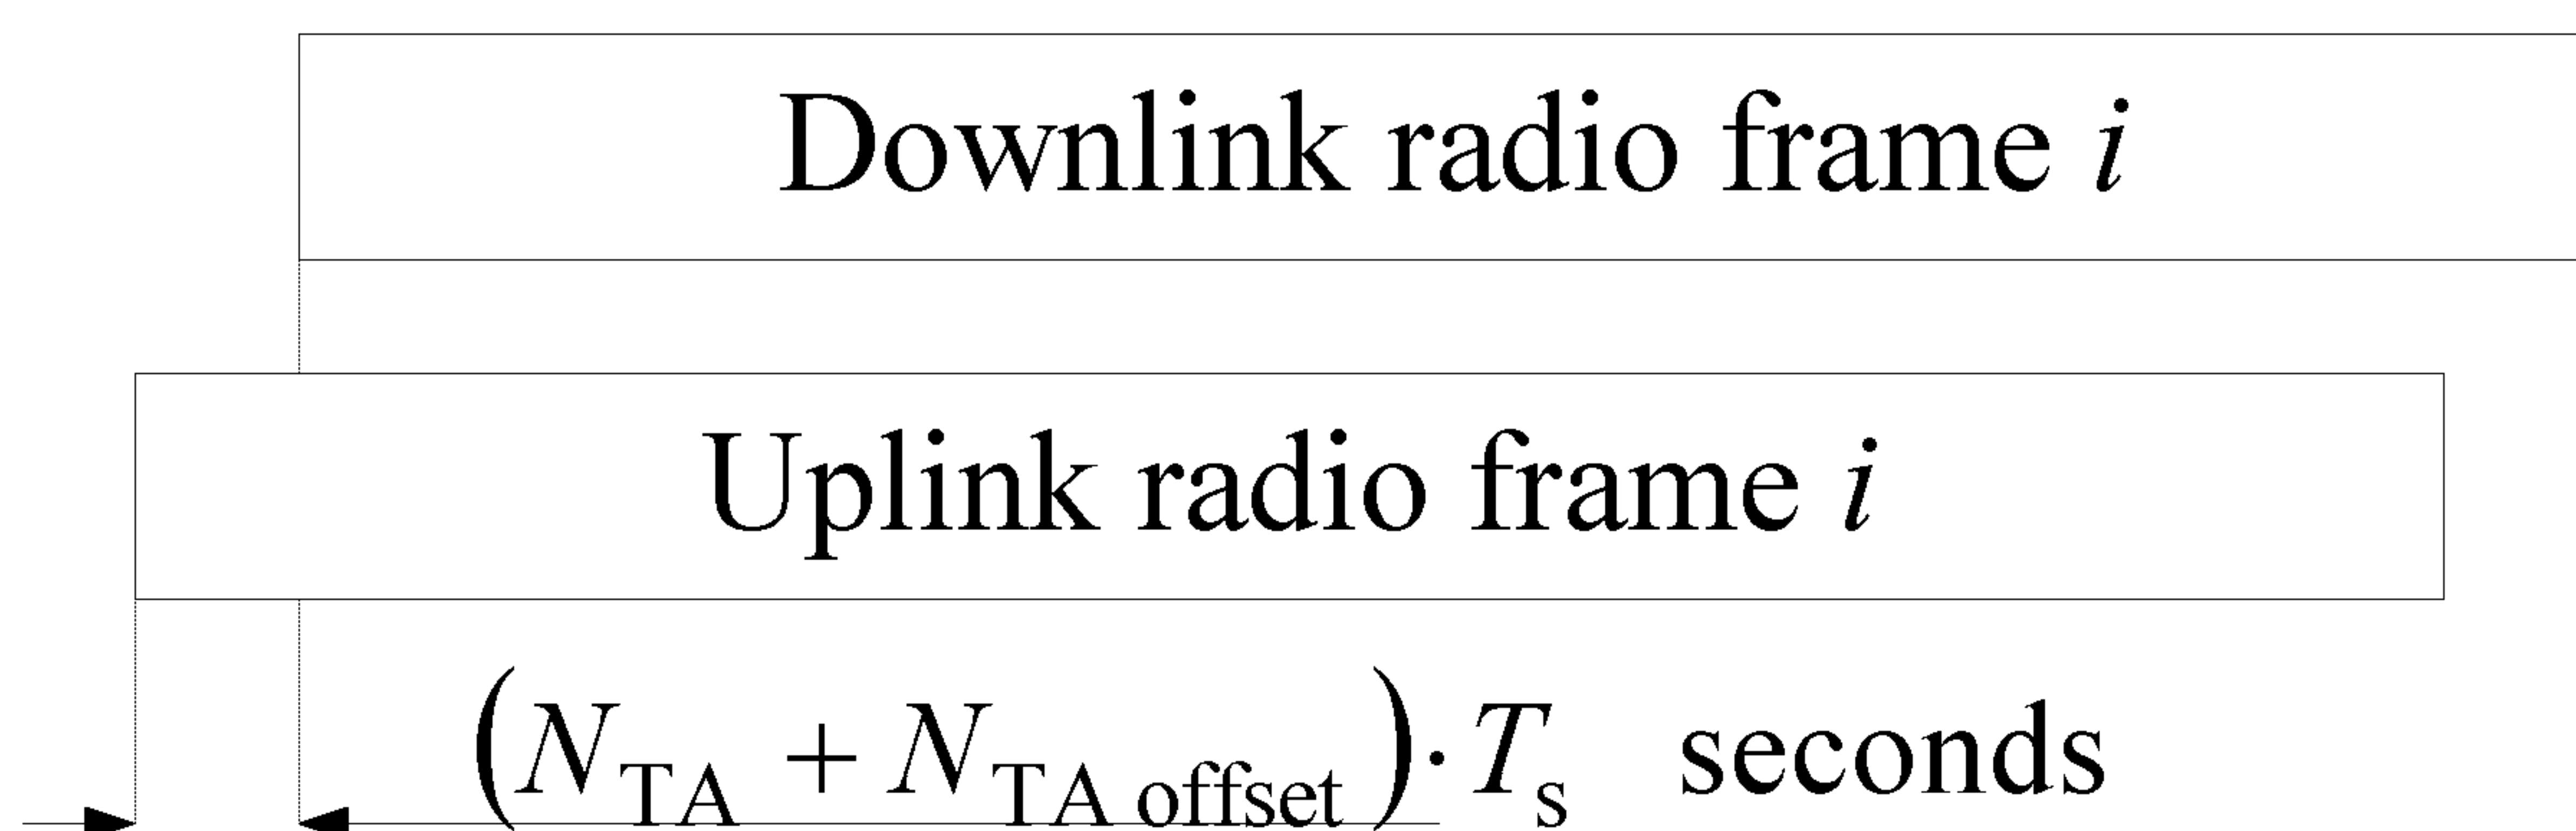 Downlink radio frame i
Uplink radio frame i
(N_TA + N_TA offset) · T_s seconds